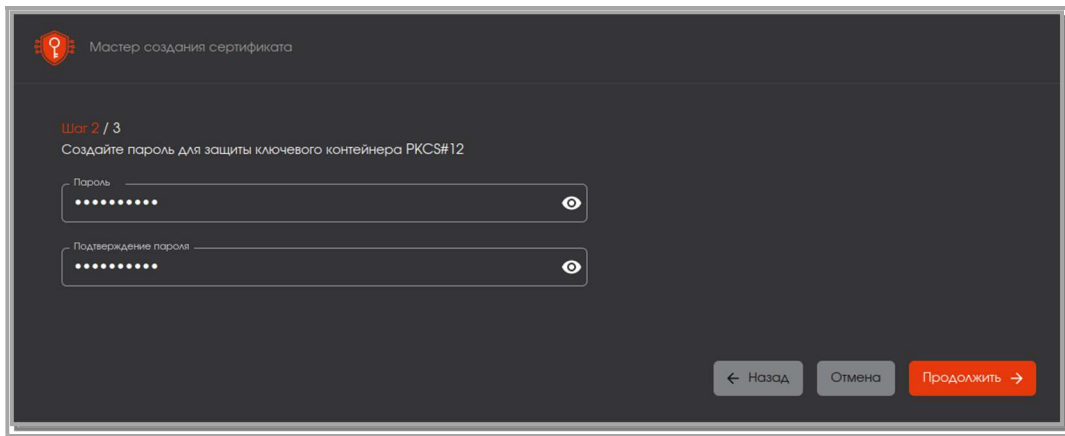 Мастер создания сертификата
Шаг 2 / 3
Создайте пароль для защиты ключевого контейнера PKCS#12
Пароль
••••••••••
Подтверждение пароля
••••••••••
← Назад
Отмена
Продолжить →